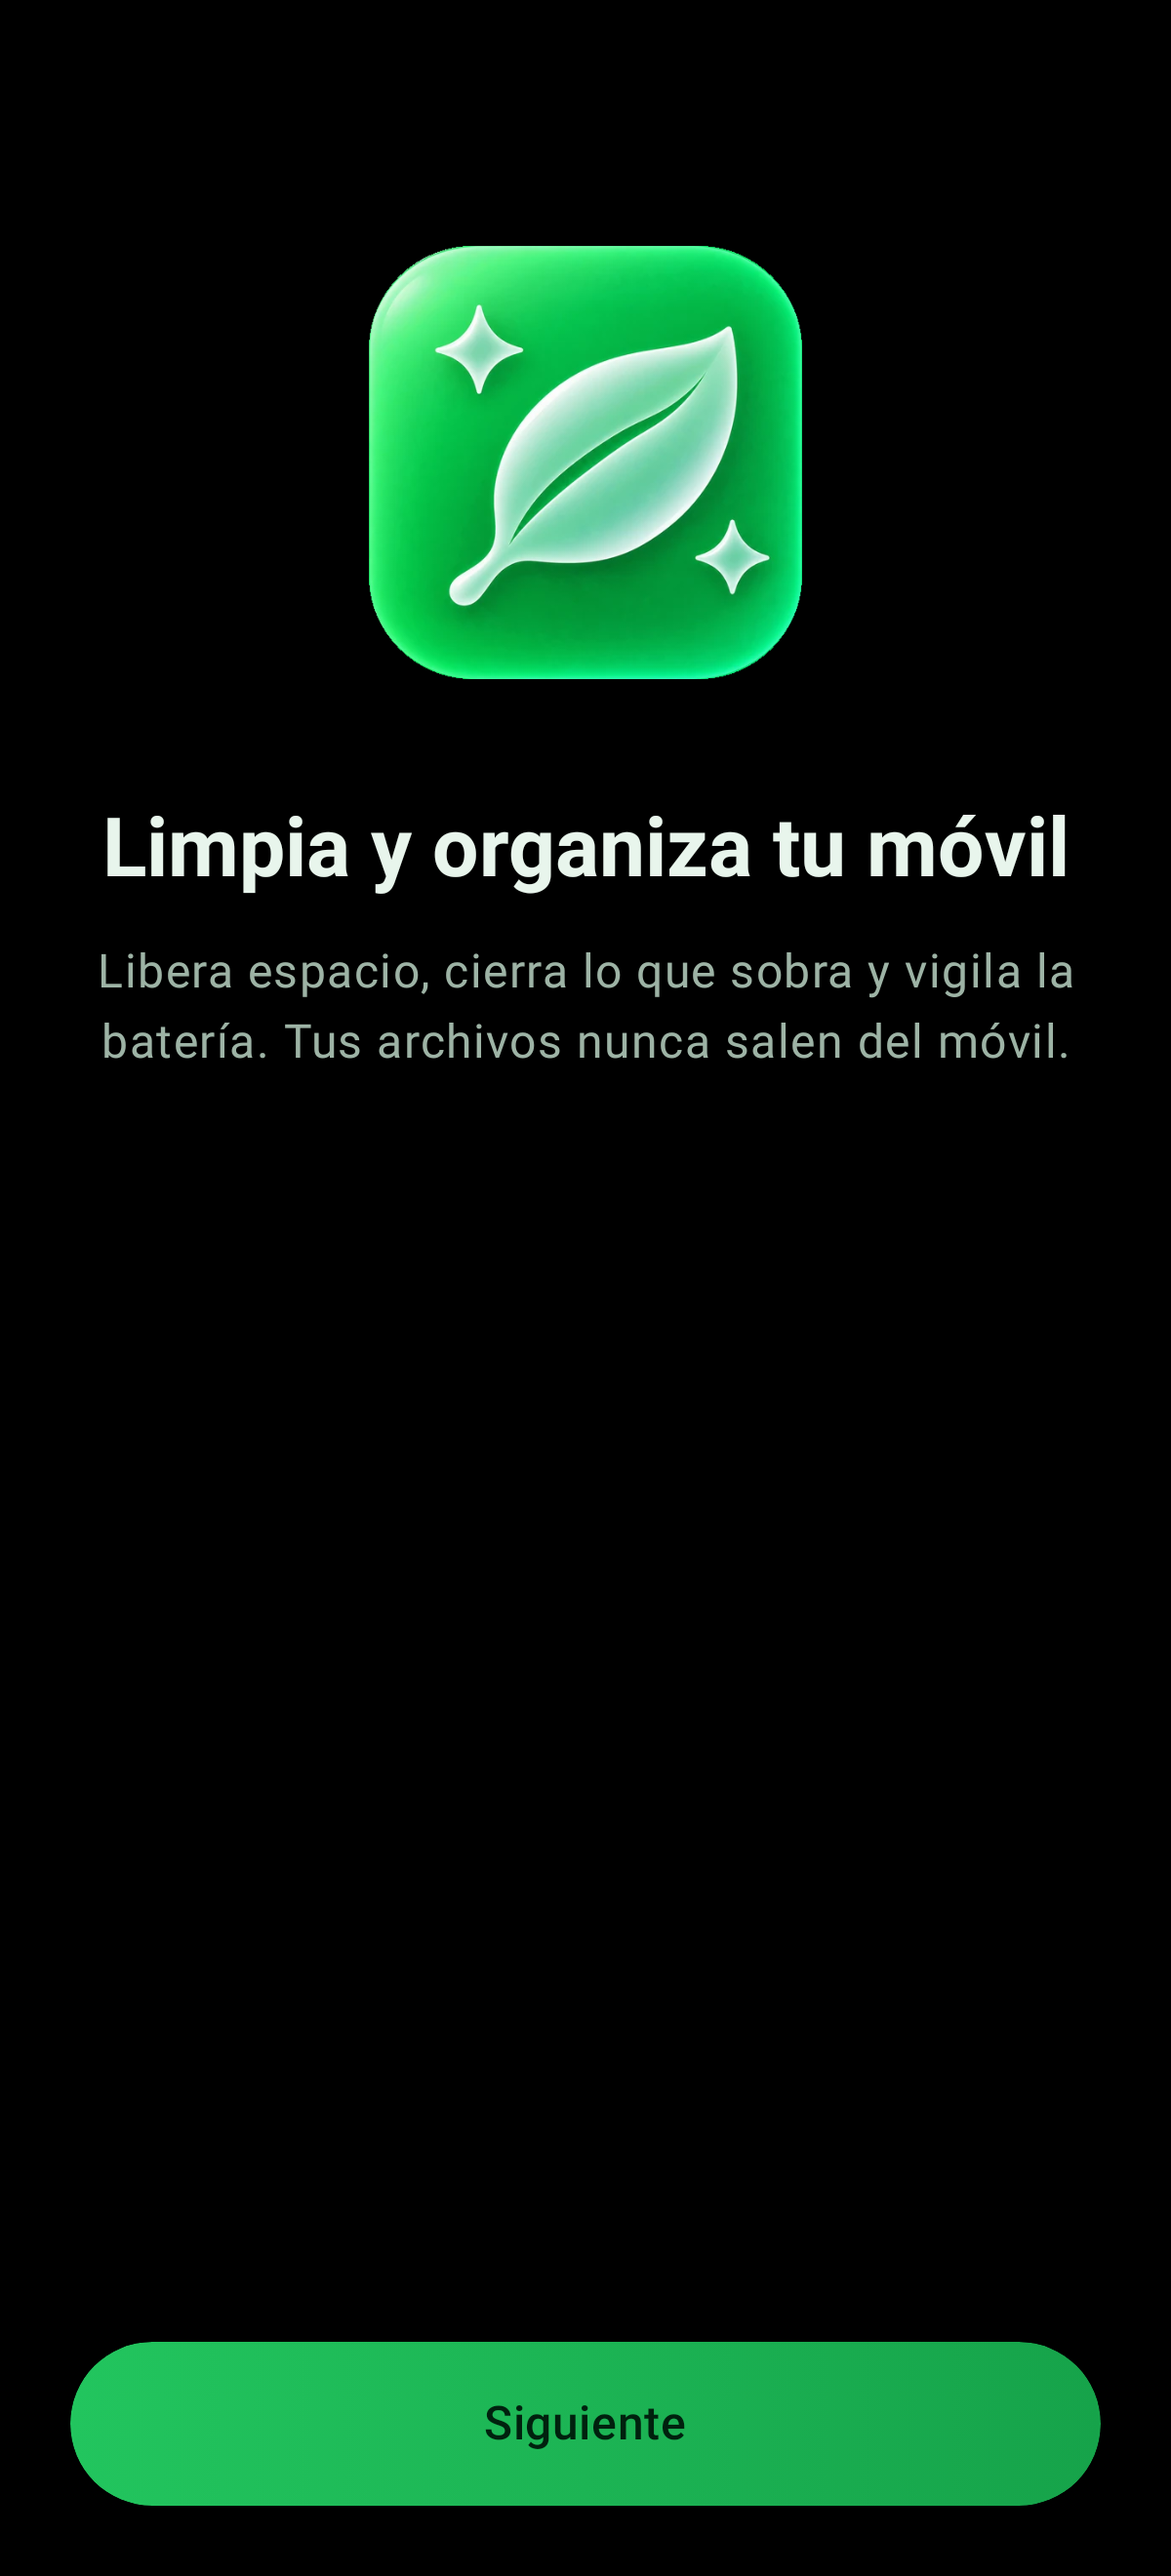 Limpia y organiza tu móvil
Libera espacio, cierra lo que sobra y vigila la
batería. Tus archivos nunca salen del móvil.
Siguiente